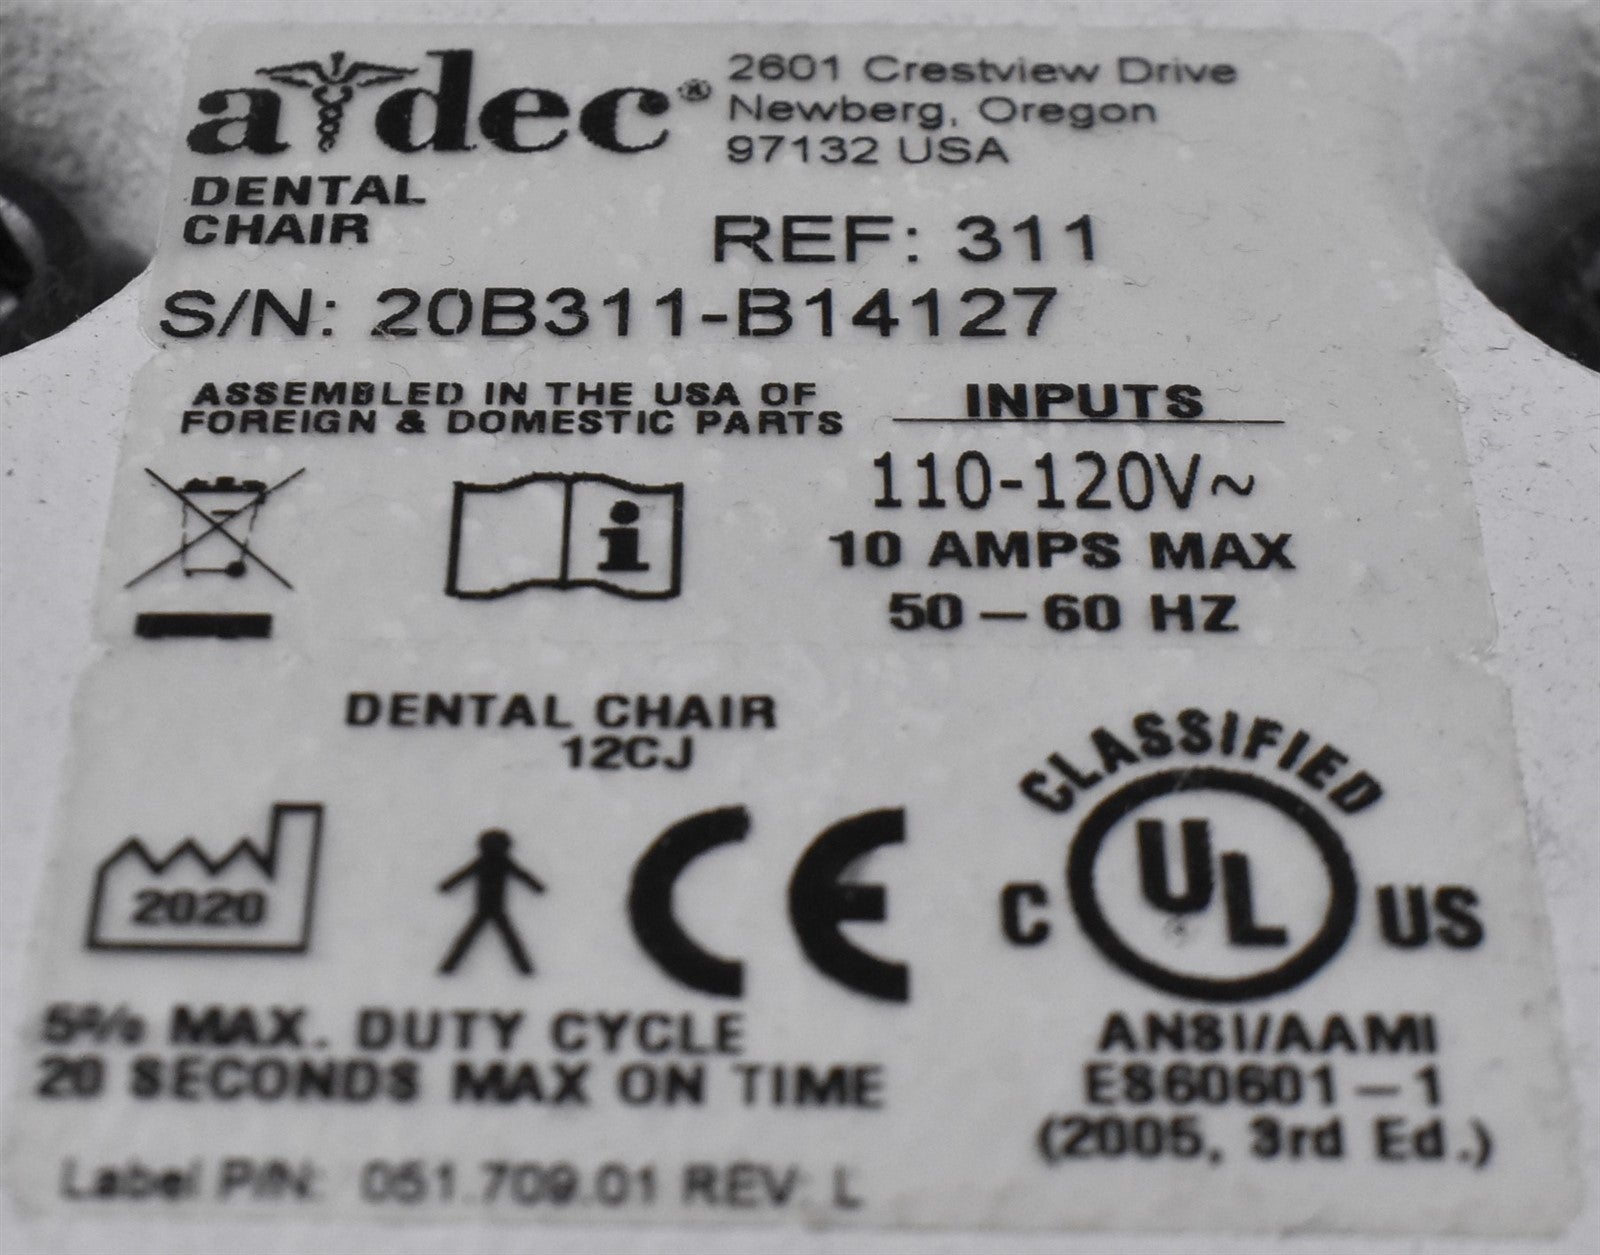 a dec® 2601 Crestview Drive
Newberg, Oregon
97132 USA
DENTAL
CHAIR
REF: 311
S/N: 20B311-B14127
ASSEMBLED IN THE USA OF
FOREIGN & DOMESTIC PARTS
INPUTS
110-120V~
10 AMPS MAX
50 – 60 HZ
i
DENTAL CHAIR
12CJ
2020
CE
CLASSIFIED
C UL US
5% MAX. DUTY CYCLE
20 SECONDS MAX ON TIME
ANSI/AAMI
ES60601 – 1
(2005, 3rd Ed.)
Label P/N: 051.709.01 REV: L